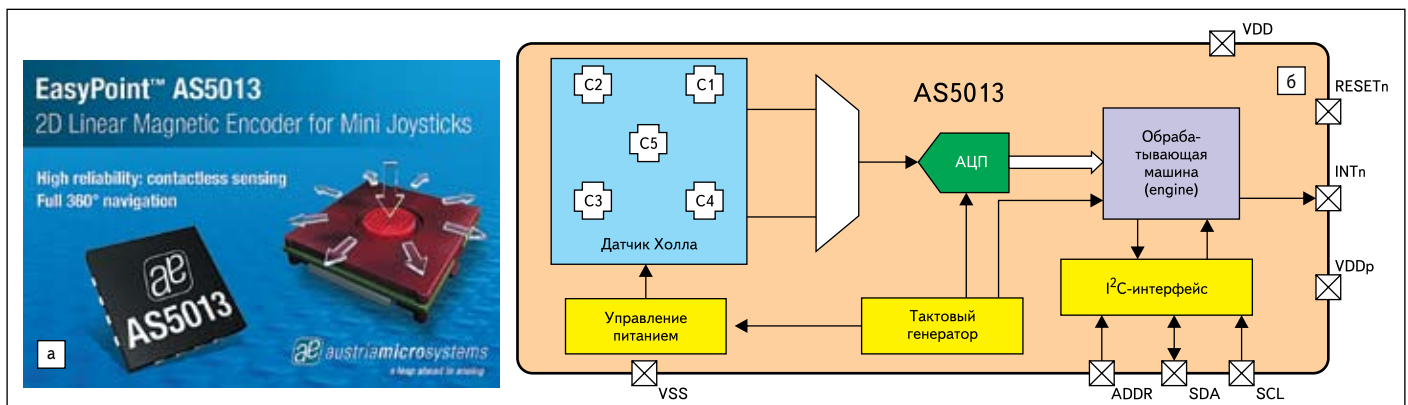 EasyPoint™ AS5013
2D Linear Magnetic Encoder for Mini Joysticks
High reliability: contactless sensing
Full 360° navigation
æ
AS5013
а
æ austriamicrosystems
a leap ahead in analog
VDD
б
AS5013
RESETn
C2
C1
C5
C3
C4
Датчик Холла
АЦП
Обраба-
тывающая
машина
(engine)
INTn
VDDp
I²C-интерфейс
Управление
питанием
Тактовый
генератор
VSS
ADDR
SDA
SCL